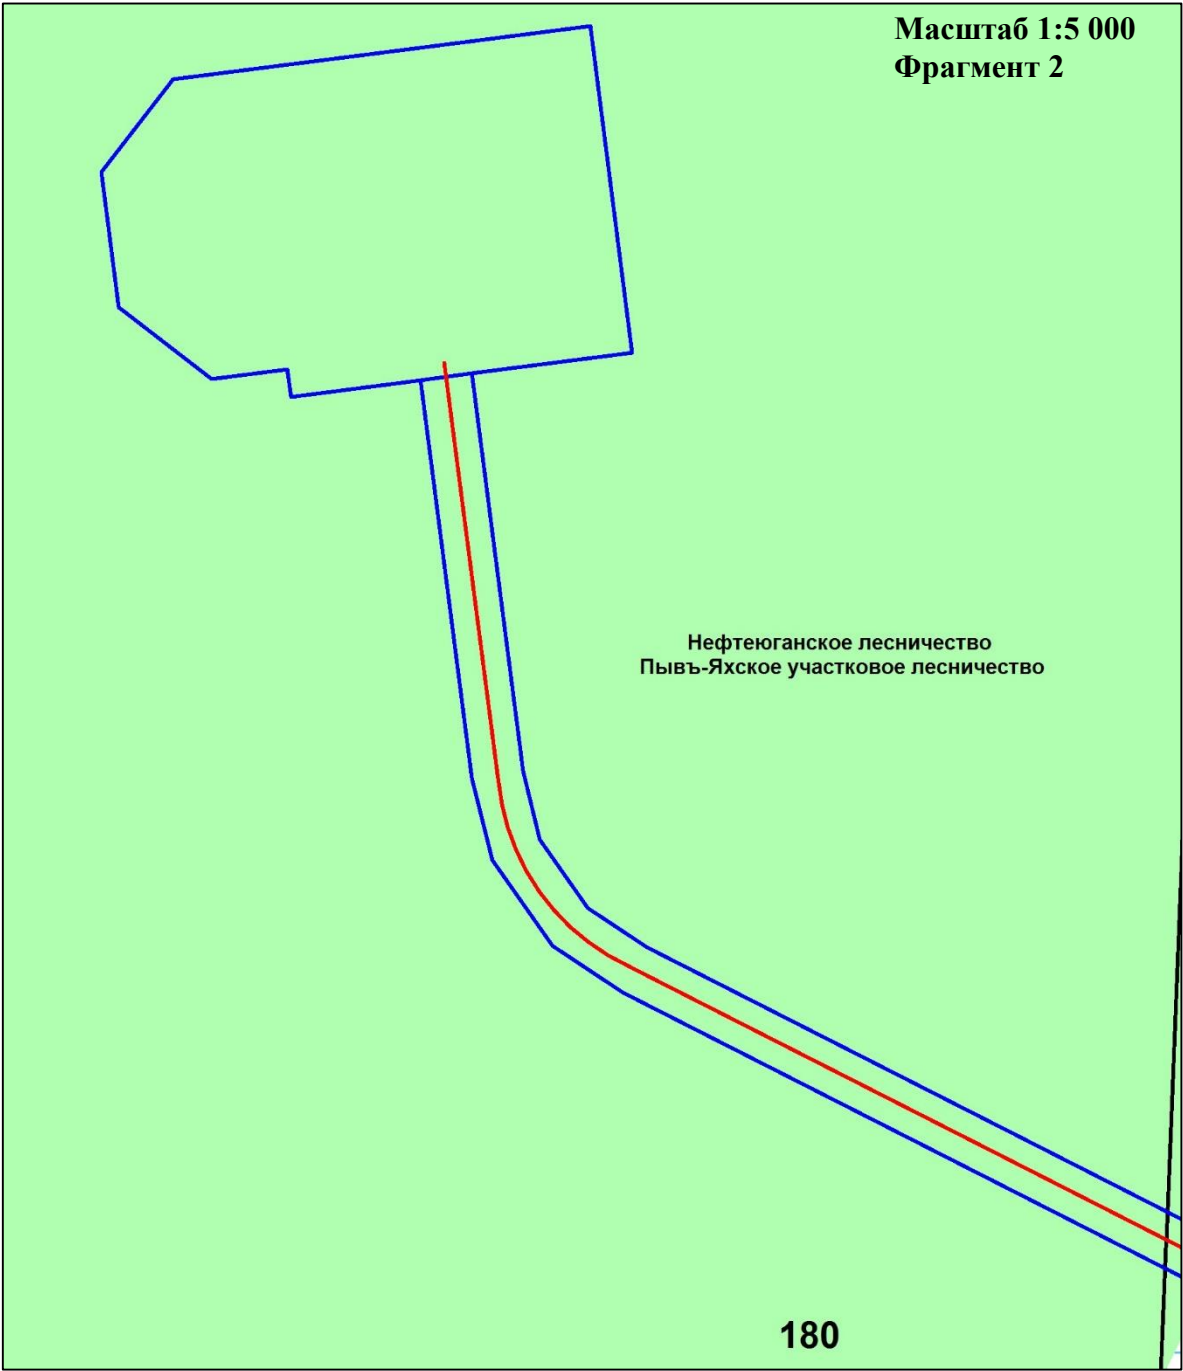 Масштаб 1:5 000
Фрагмент 2
Нефтеюганское лесничество
Пывъ-Яхское участковое лесничество
180